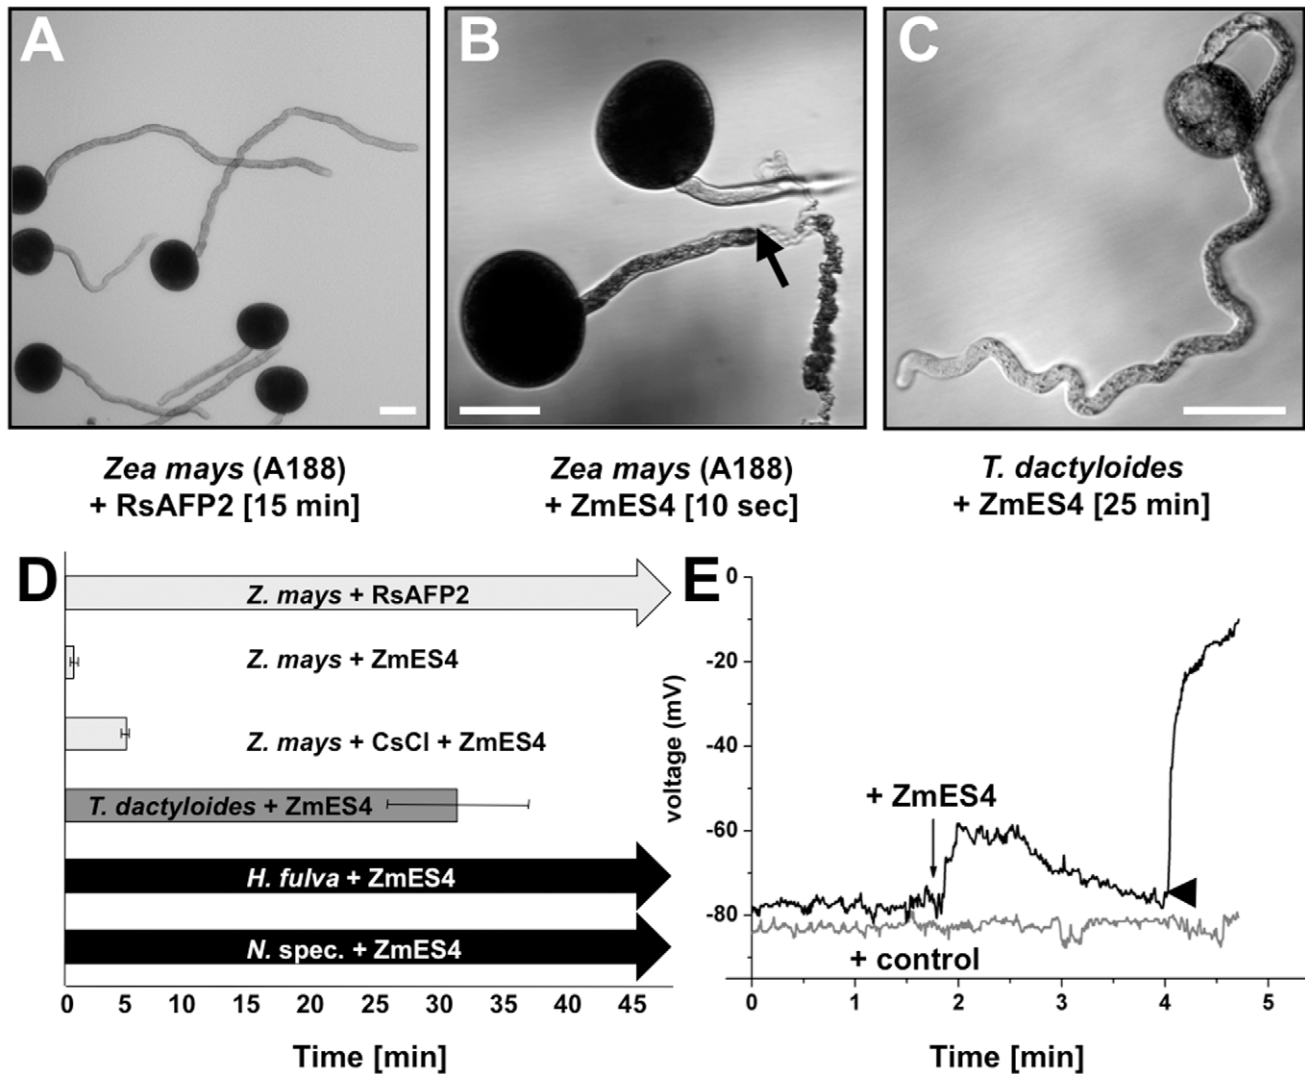 A
B
C
Zea mays (A188)
+ RsAFP2 [15 min]
Zea mays (A188)
+ ZmES4 [10 sec]
T. dactyloides
+ ZmES4 [25 min]
D
Z. mays + RsAFP2
Z. mays + ZmES4
Z. mays + CsCl + ZmES4
T. dactyloides + ZmES4
H. fulva + ZmES4
N. spec. + ZmES4
0 5 10 15 20 25 30 35 40 45
Time [min]
E
0
-20
-40
-60
-80
voltage (mV)
+ ZmES4
+ control
0 1 2 3 4 5
Time [min]